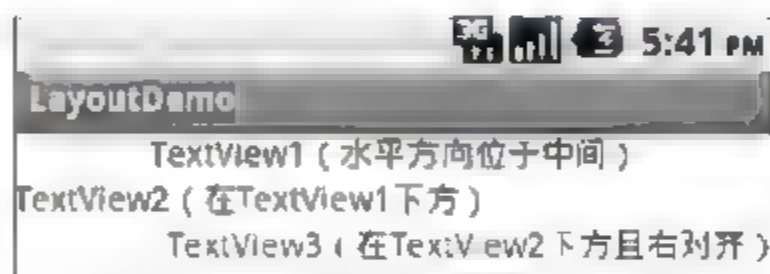 3G 5:41 PM
LayoutDemo
TextView1（水平方向位于中间）
TextView2（在TextView1下方）
TextView3（在TextView2下方且右对齐）